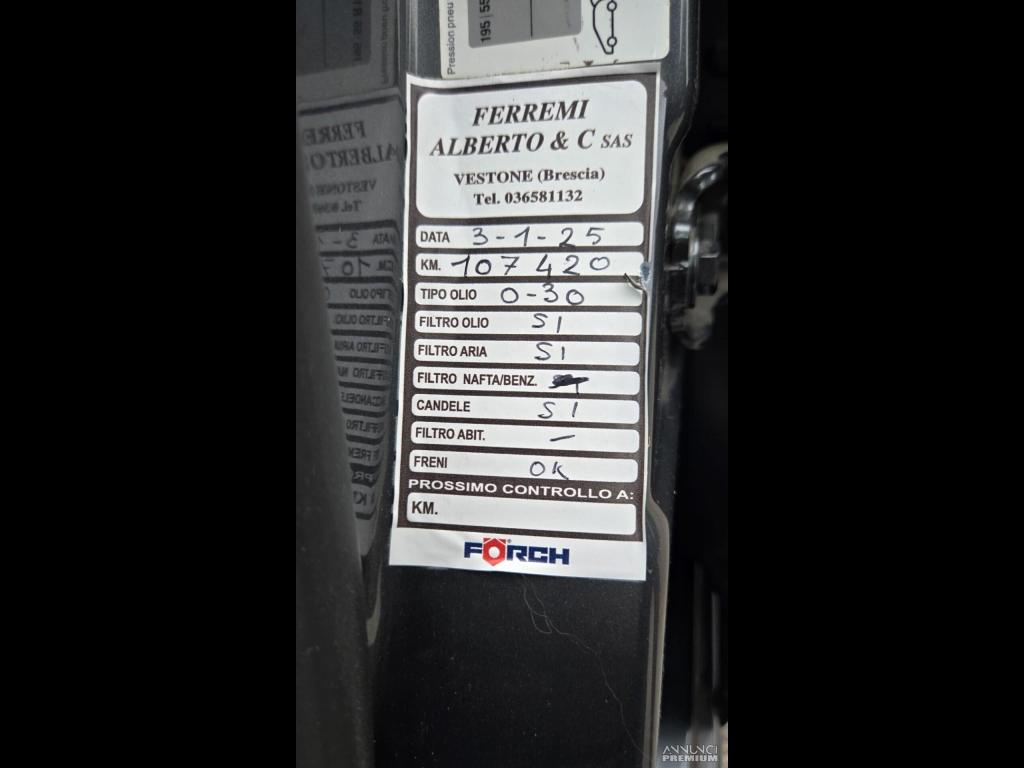 195 | 55
Pression pneu
FERREMI
ALBERTO & C SAS
VESTONE (Brescia)
Tel. 036581132
DATA 3-1-25
KM. 107420
TIPO OLIO 0-30
FILTRO OLIO SI
FILTRO ARIA SI
FILTRO NAFTA/BENZ.
CANDELE SI
FILTRO ABIT. –
FRENI OK
PROSSIMO CONTROLLO A:
KM.
FÖRCH
ANNUNCI
PREMIUM